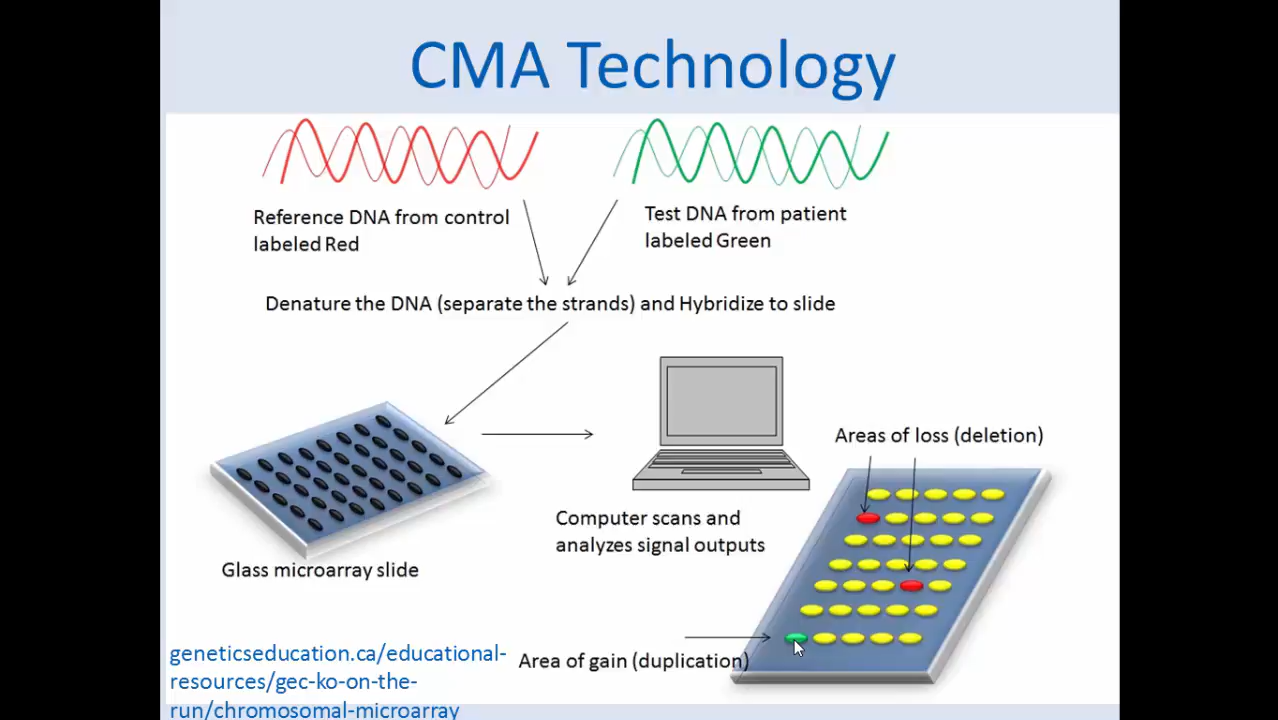 CMA Technology
Reference DNA from control
labeled Red
Test DNA from patient
labeled Green
Denature the DNA (separate the strands) and Hybridize to slide
Areas of loss (deletion)
Computer scans and
analyzes signal outputs
Glass microarray slide
Area of gain (duplication)
geneticseducation.ca/educational-
resources/gec-ko-on-the-
run/chromosomal-microarray